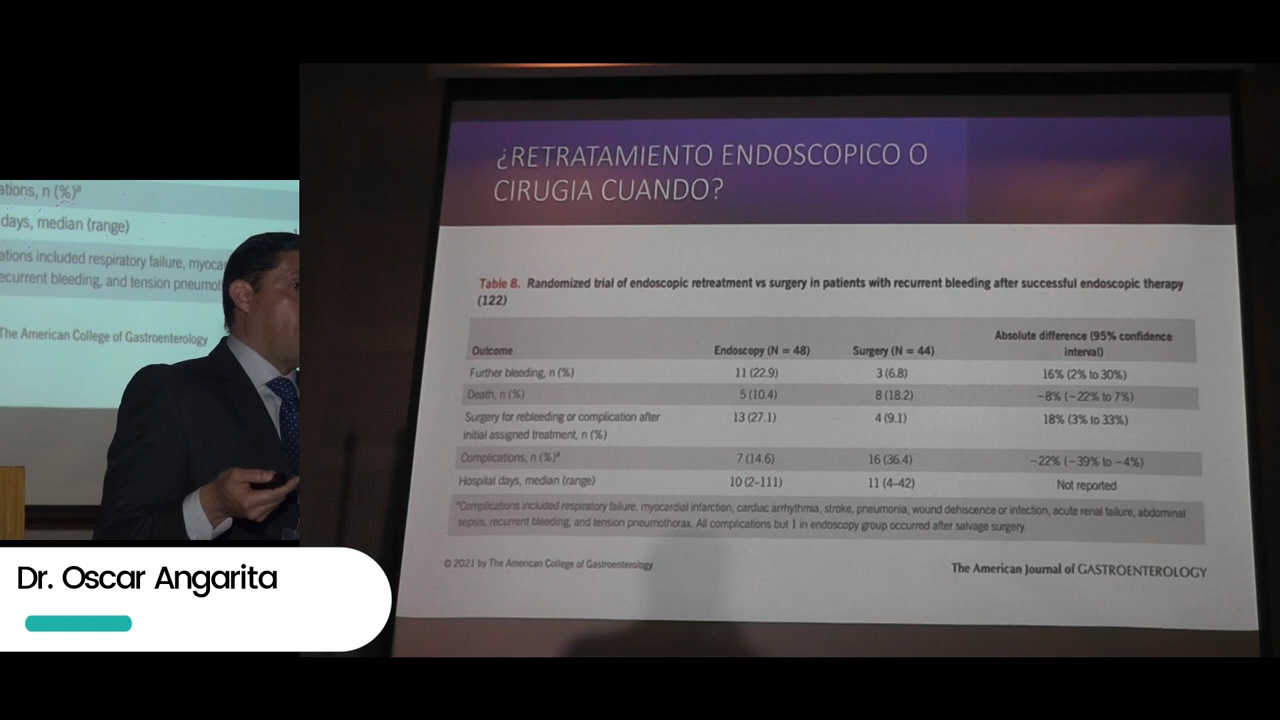 ations, n (%)ª
days, median (range)
ations included respiratory failure, myoca
ecurrent bleeding, and tension pneumot
The American College of Gastroenterology
Dr. Oscar Angarita
¿RETRATAMIENTO ENDOSCOPICO O
CIRUGIA CUANDO?
Table 8. Randomized trial of endoscopic retreatment vs surgery in patients with recurrent bleeding after successful endoscopic therapy
(122)
Absolute difference (95% confidence
Outcome Endoscopy (N = 48) Surgery (N = 44) interval)
Further bleeding, n (%) 11 (22.9) 3 (6.8) 16% (2% to 30%)
Death, n (%) 5 (10.4) 8 (18.2) −8% (−22% to 7%)
Surgery for rebleeding or complication after 13 (27.1) 4 (9.1) 18% (3% to 33%)
initial assigned treatment, n (%)
Complications, n (%)ª 7 (14.6) 16 (36.4) −22% (−39% to −4%)
Hospital days, median (range) 10 (2–111) 11 (4–42) Not reported
ªComplications included respiratory failure, myocardial infarction, cardiac arrhythmia, stroke, pneumonia, wound dehiscence or infection, acute renal failure, abdominal
sepsis, recurrent bleeding, and tension pneumothorax. All complications but 1 in endoscopy group occurred after salvage surgery.
© 2021 by The American College of Gastroenterology
The American Journal of GASTROENTEROLOGY